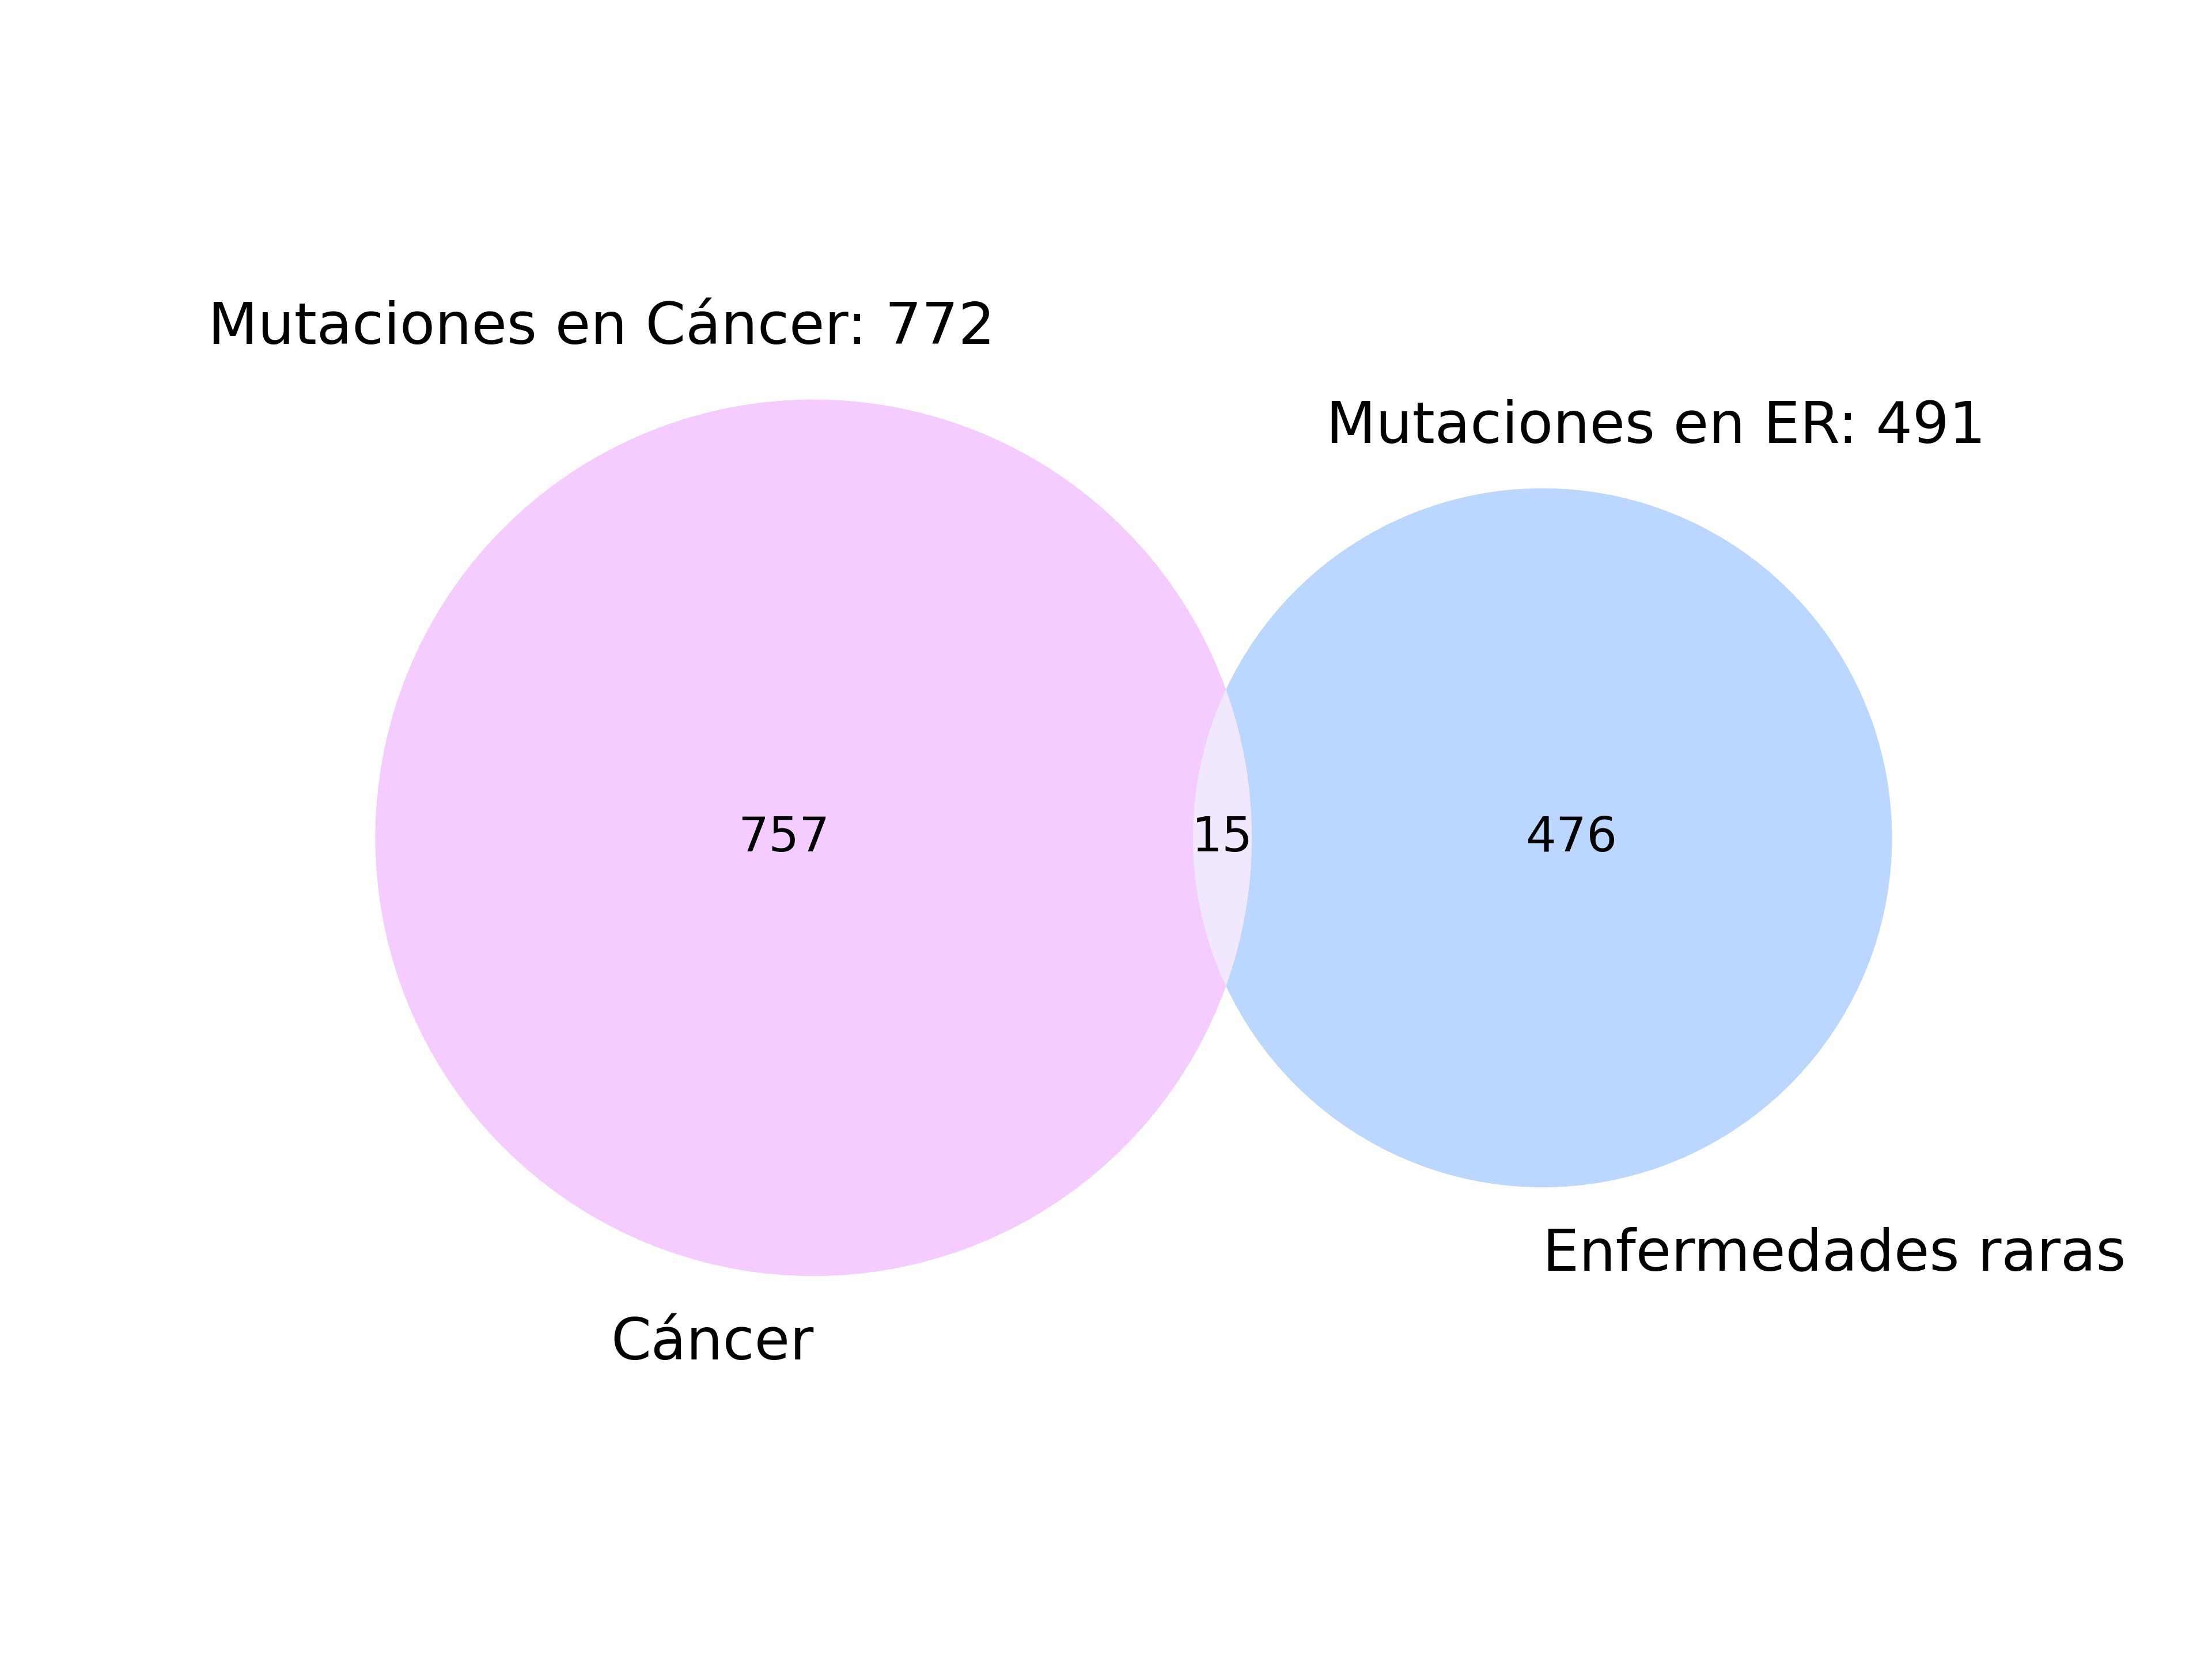 Mutaciones en Cáncer: 772
Mutaciones en ER: 491
757
15
476
Enfermedades raras
Cáncer